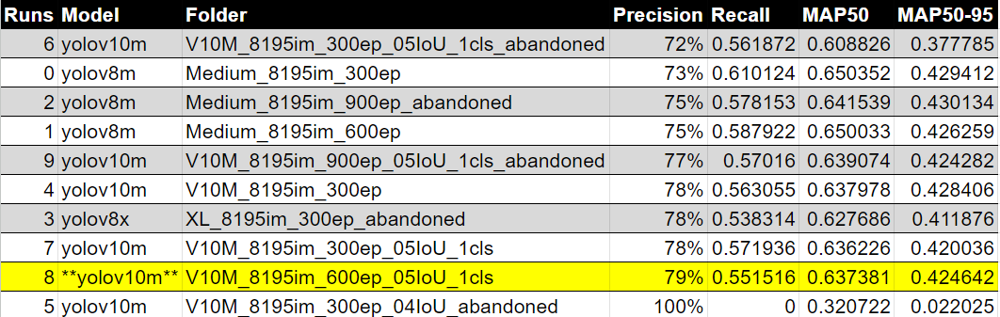 Runs Model Folder Precision Recall MAP50 MAP50-95
6 yolov10m V10M_8195im_300ep_05IoU_1cls_abandoned 72% 0.561872 0.608826 0.377785
0 yolov8m Medium_8195im_300ep 73% 0.610124 0.650352 0.429412
2 yolov8m Medium_8195im_900ep_abandoned 75% 0.578153 0.641539 0.430134
1 yolov8m Medium_8195im_600ep 75% 0.587922 0.650033 0.426259
9 yolov10m V10M_8195im_900ep_05IoU_1cls_abandoned 77% 0.57016 0.639074 0.424282
4 yolov10m V10M_8195im_300ep 78% 0.563055 0.637978 0.428406
3 yolov8x XL_8195im_300ep_abandoned 78% 0.538314 0.627686 0.411876
7 yolov10m V10M_8195im_300ep_05IoU_1cls 78% 0.571936 0.636226 0.420036
8 **yolov10m** V10M_8195im_600ep_05IoU_1cls 79% 0.551516 0.637381 0.424642
5 yolov10m V10M_8195im_300ep_04IoU_abandoned 100% 0 0.320722 0.022025